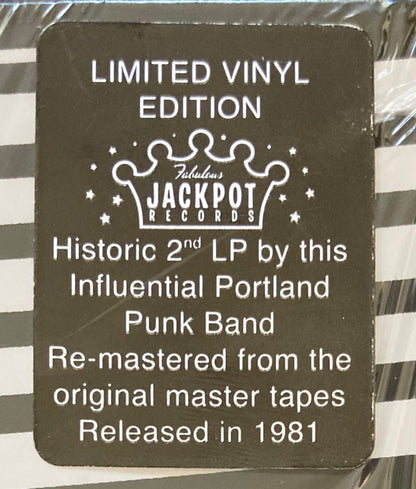 LIMITED VINYL
EDITION
Fabulous
JACKPOT
RECORDS
Historic 2nd LP by this
Influential Portland
Punk Band
Re-mastered from the
original master tapes
Released in 1981